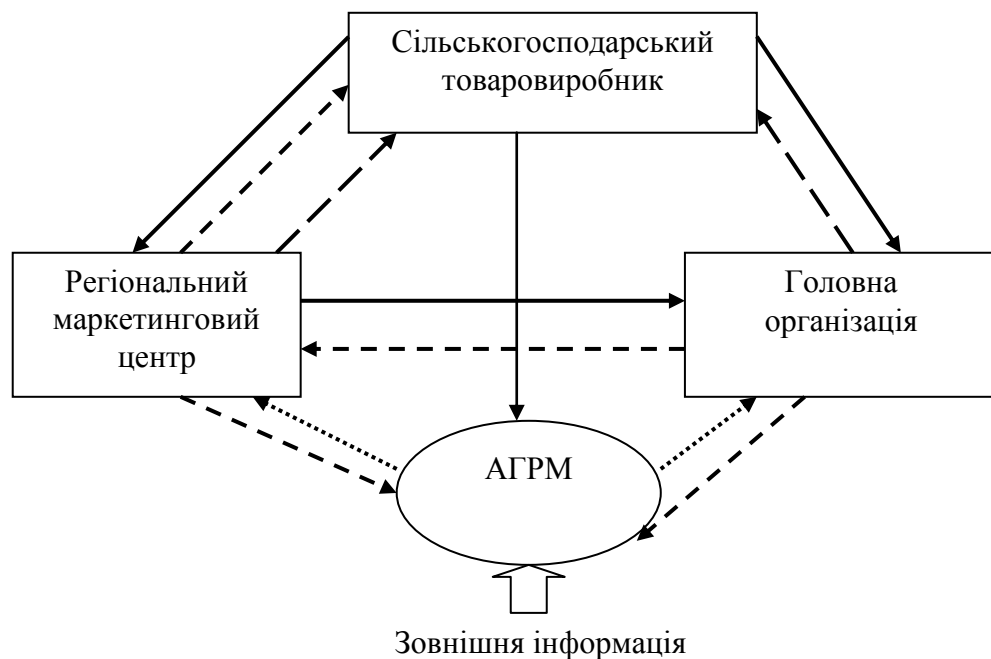 Сільськогосподарський
товаровиробник
Регіональний
маркетинговий
центр
Головна
організація
АГРМ
Зовнішня інформація